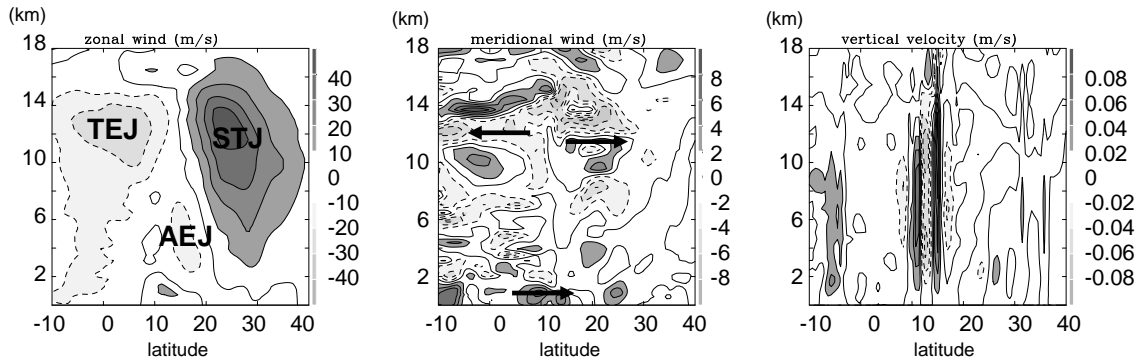 (km)
zonal wind (m/s)
18
14
10
6
2
TEJ
STJ
AEJ
40
30
20
10
0
-10
-20
-30
-40
-10 0 10 20 30 40
latitude
(km)
meridional wind (m/s)
18
14
10
6
2
8
6
4
2
0
-2
-4
-6
-8
-10 0 10 20 30 40
latitude
(km)
vertical velocity (m/s)
18
14
10
6
2
0.08
0.06
0.04
0.02
0
-0.02
-0.04
-0.06
-0.08
-10 0 10 20 30 40
latitude